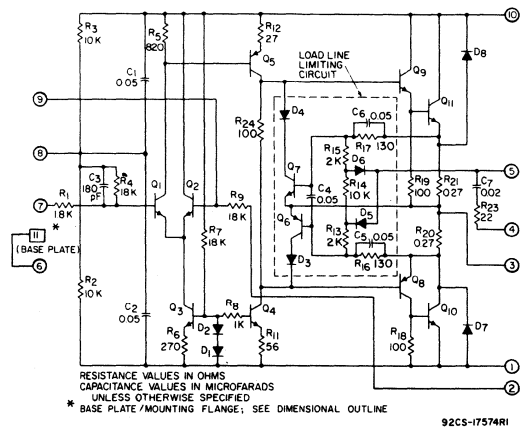 R3
10K
R5
820
R12
27
10
LOAD LINE
LIMITING
CIRCUIT
D8
C1
0.05
Q5
Q9
9
D4
C6
0.05
Q11
R24
100
R17
130
R15
2K
8
D6
5
C3
180
pF
R4
18K
*
Q7
C4
0.05
R14
10K
R19
100
R21
0.27
C7
0.02
R1
18K
*
7
Q1
Q2
R9
18K
Q6
D5
R23
22
4
11
(BASE PLATE)
6
R7
18K
R13
2K
C5
0.05
R20
0.27
3
R16
130
D3
R2
10K
C2
0.05
Q8
Q3
D2
R8
1K
Q4
Q10
D7
R6
270
D1
R11
56
R18
100
1
2
RESISTANCE VALUES IN OHMS
CAPACITANCE VALUES IN MICROFARADS
UNLESS OTHERWISE SPECIFIED
* BASE PLATE/MOUNTING FLANGE; SEE DIMENSIONAL OUTLINE
92CS-17574R1